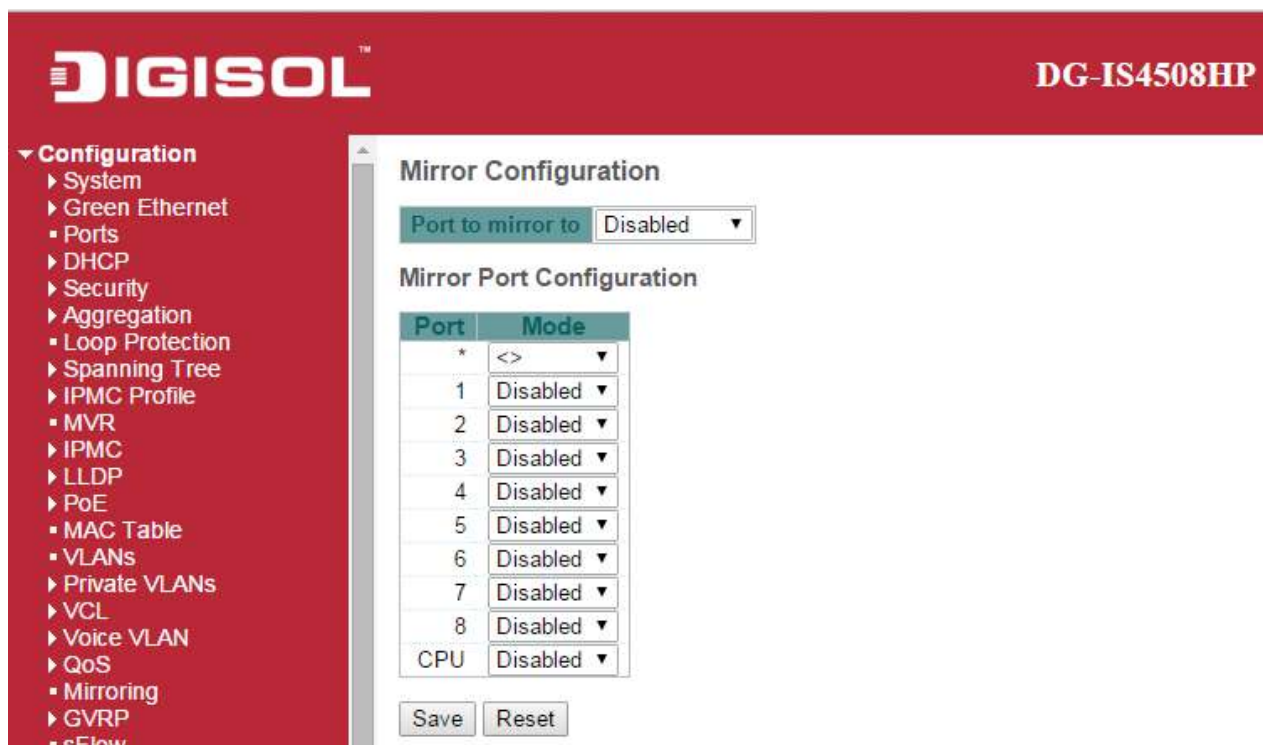 DIGISOL™
DG-IS4508HP
Configuration
System
Green Ethernet
Ports
DHCP
Security
Aggregation
Loop Protection
Spanning Tree
IPMC Profile
MVR
IPMC
LLDP
PoE
MAC Table
VLANs
Private VLANs
VCL
Voice VLAN
QoS
Mirroring
GVRP
sFlow
Mirror Configuration
Port to mirror to Disabled
Mirror Port Configuration
Port Mode
* <>
1 Disabled
2 Disabled
3 Disabled
4 Disabled
5 Disabled
6 Disabled
7 Disabled
8 Disabled
CPU Disabled
Save Reset